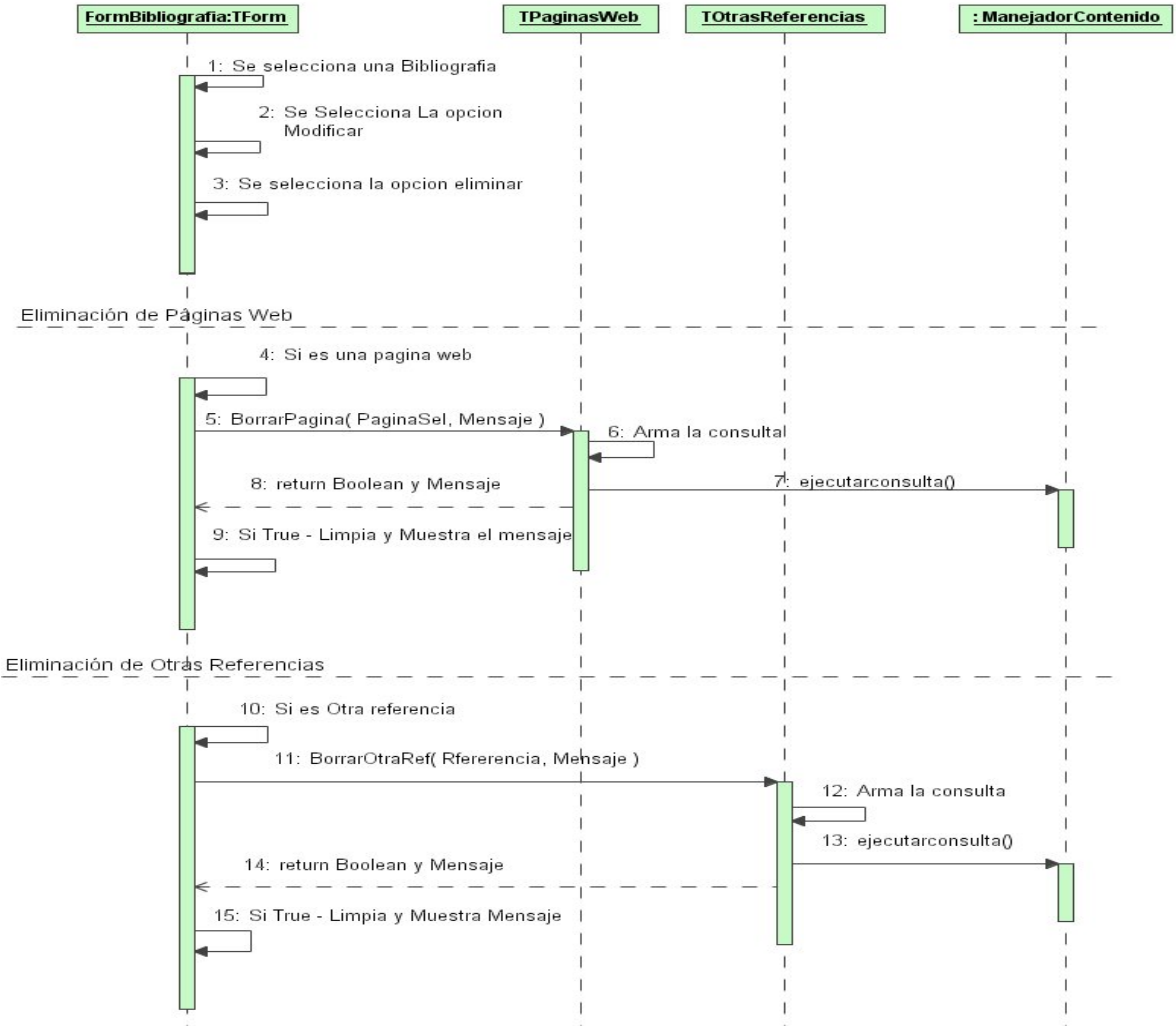 FormBibliografia:TForm
TPaginasWeb
TOtrasReferencias
: ManejadorContenido
1: Se selecciona una Bibliografia
2: Se Selecciona La opcion
Modificar
3: Se selecciona la opcion eliminar
Eliminación de Páginas Web
4: Si es una pagina web
5: BorrarPagina( PaginaSel, Mensaje )
6: Arma la consulta
7: ejecutarconsulta()
8: return Boolean y Mensaje
9: Si True - Limpia y Muestra el mensaje
Eliminación de Otras Referencias
10: Si es Otra referencia
11: BorrarOtraRef( Rfererencia, Mensaje )
12: Arma la consulta
13: ejecutarconsulta()
14: return Boolean y Mensaje
15: Si True - Limpia y Muestra Mensaje